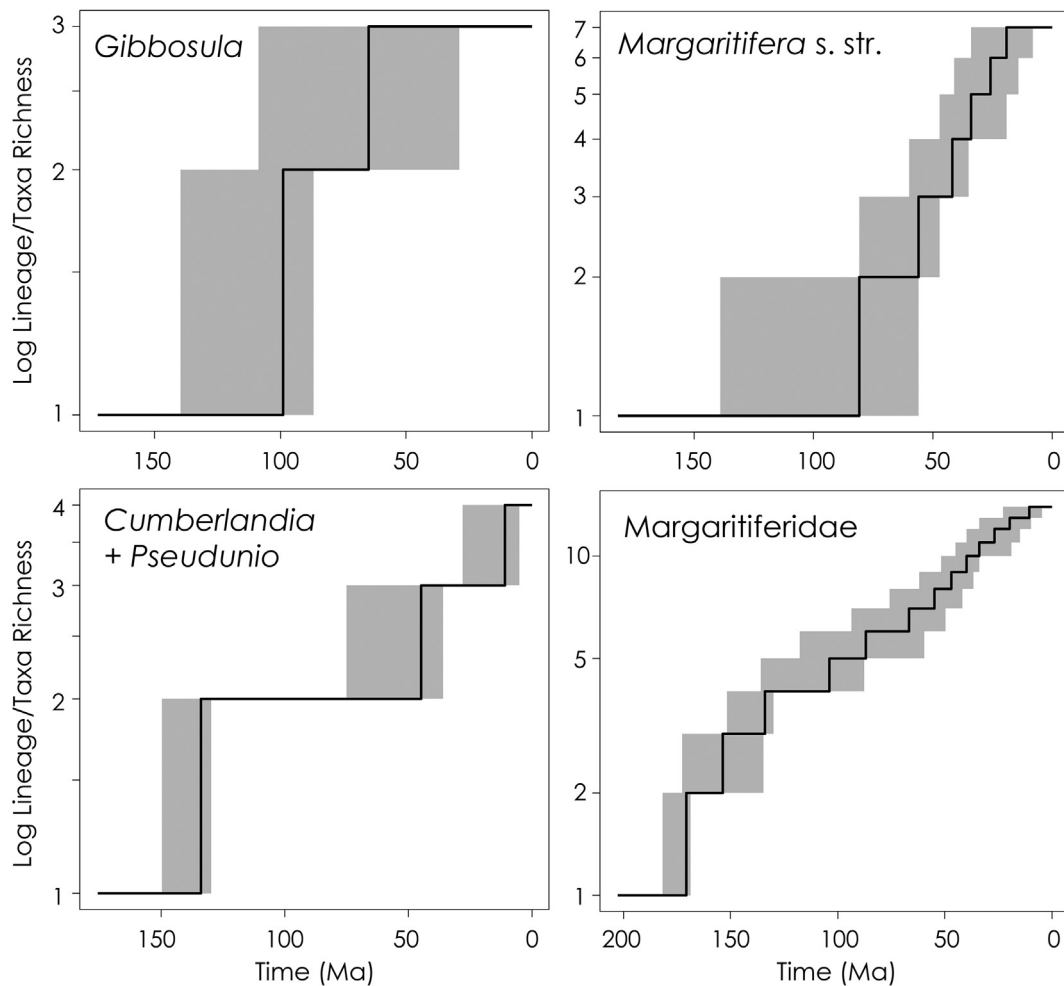 Gibbosula
Log Lineage/Taxa Richness
3
2
1
150 100 50 0
Margaritifera s. str.
7
6
5
4
3
2
1
150 100 50 0
Cumberlandia
+ Pseudunio
Log Lineage/Taxa Richness
4
3
2
1
150 100 50 0
Time (Ma)
Margaritiferidae
10
5
2
1
200 150 100 50 0
Time (Ma)